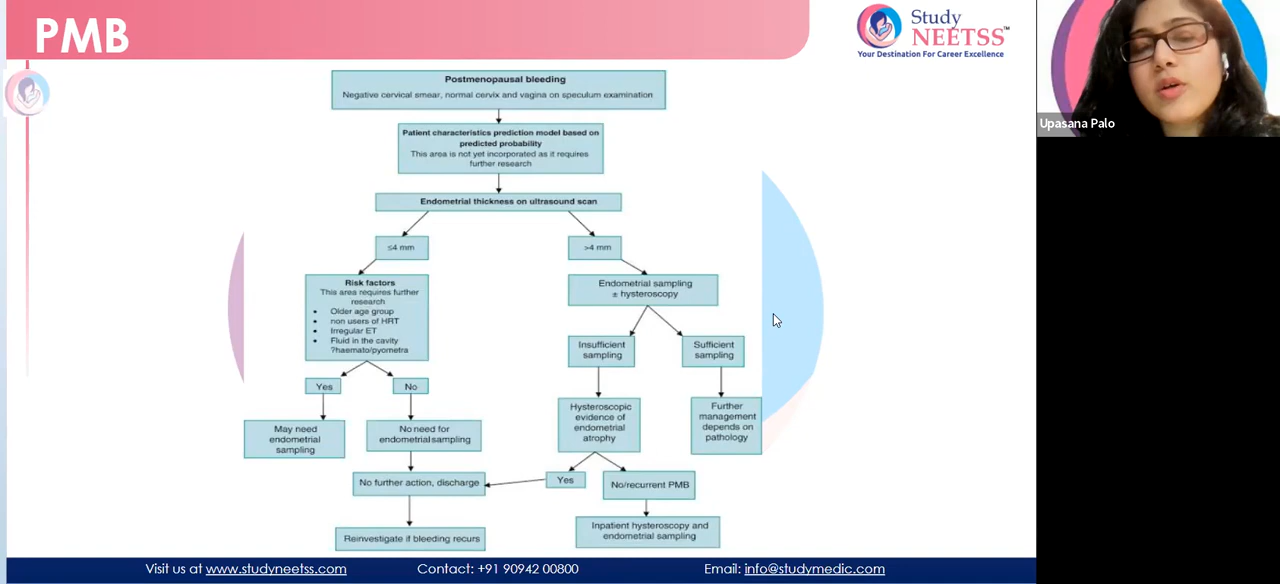 PMB
Study
NEETSS™
Your Destination For Career Excellence
Upasana Palo
Postmenopausal bleeding
Negative cervical smear, normal cervix and vagina on speculum examination
Patient characteristics prediction model based on
predicted probability
This area is not yet incorporated as it requires
further research
Endometrial thickness on ultrasound scan
≤4 mm
>4 mm
Risk factors
This area requires further
research
• Older age group
• non users of HRT
• Irregular ET
• Fluid in the cavity
?haemato/pyometra
Endometrial sampling
± hysteroscopy
Insufficient
sampling
Sufficient
sampling
Yes
No
Hysteroscopic
evidence of
endometrial
atrophy
Further
management
depends on
pathology
May need
endometrial
sampling
No need for
endometrial sampling
No further action, discharge
Yes
No/recurrent PMB
Reinvestigate if bleeding recurs
Inpatient hysteroscopy and
endometrial sampling
Visit us at www.studyneetss.com
Contact: +91 90942 00800
Email: info@studymedic.com